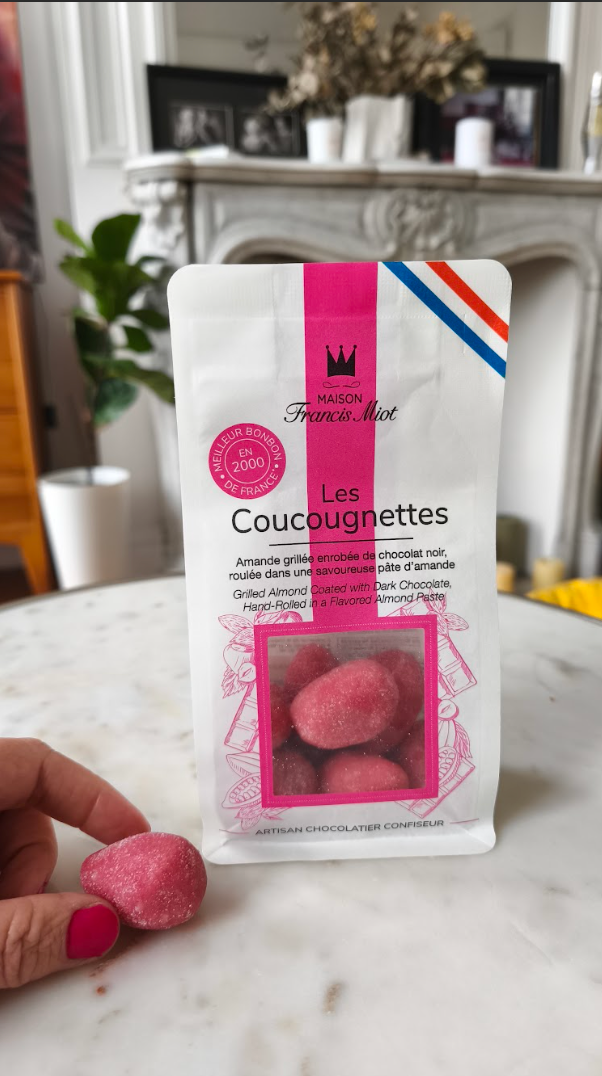 MAISON
Francis Miot
MEILLEUR BONBON
EN
2000
DE FRANCE
Les
Coucougnettes
Amande grillée enrobée de chocolat noir,
roulée dans une savoureuse pâte d'amande
Grilled Almond Coated with Dark Chocolate,
Hand-Rolled in a Flavored Almond Paste
ARTISAN CHOCOLATIER CONFISEUR